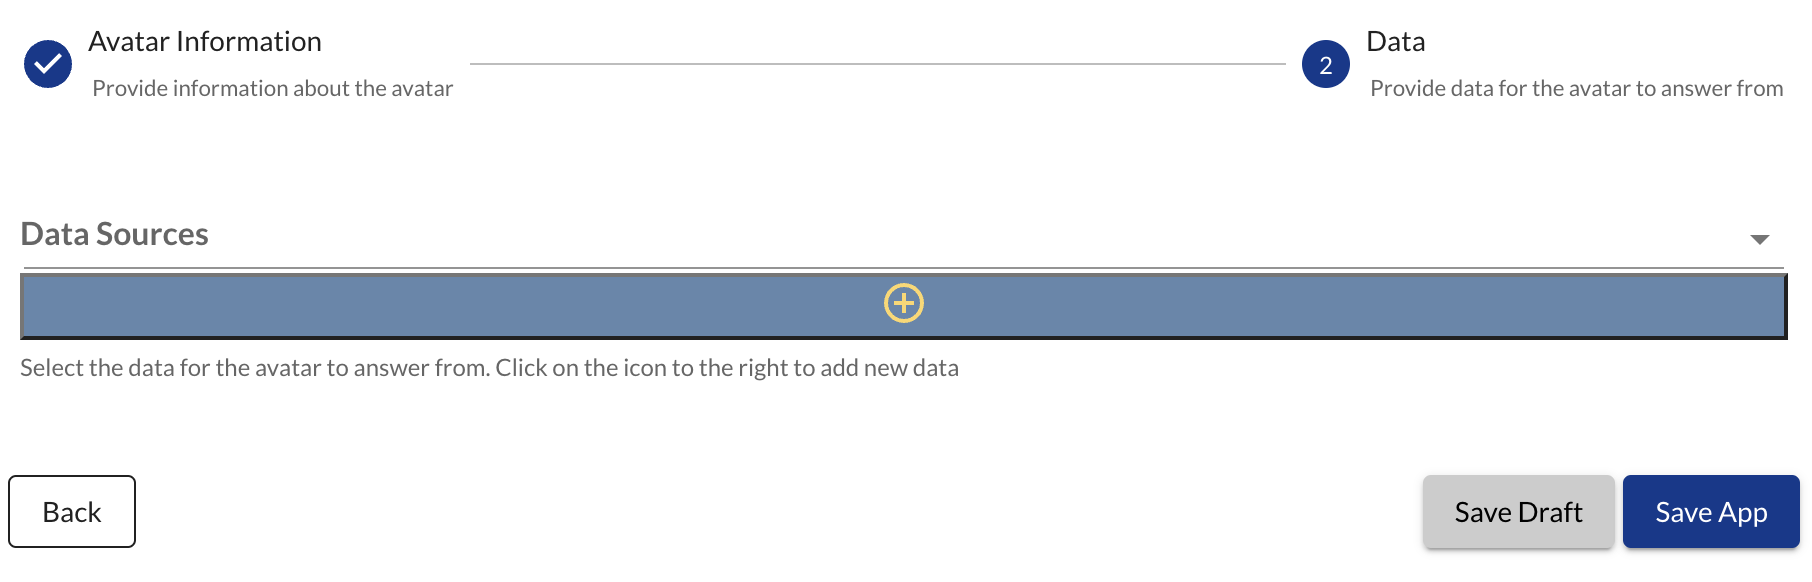 Avatar Information
Provide information about the avatar
2
Data
Provide data for the avatar to answer from
Data Sources
Select the data for the avatar to answer from. Click on the icon to the right to add new data
Back
Save Draft
Save App